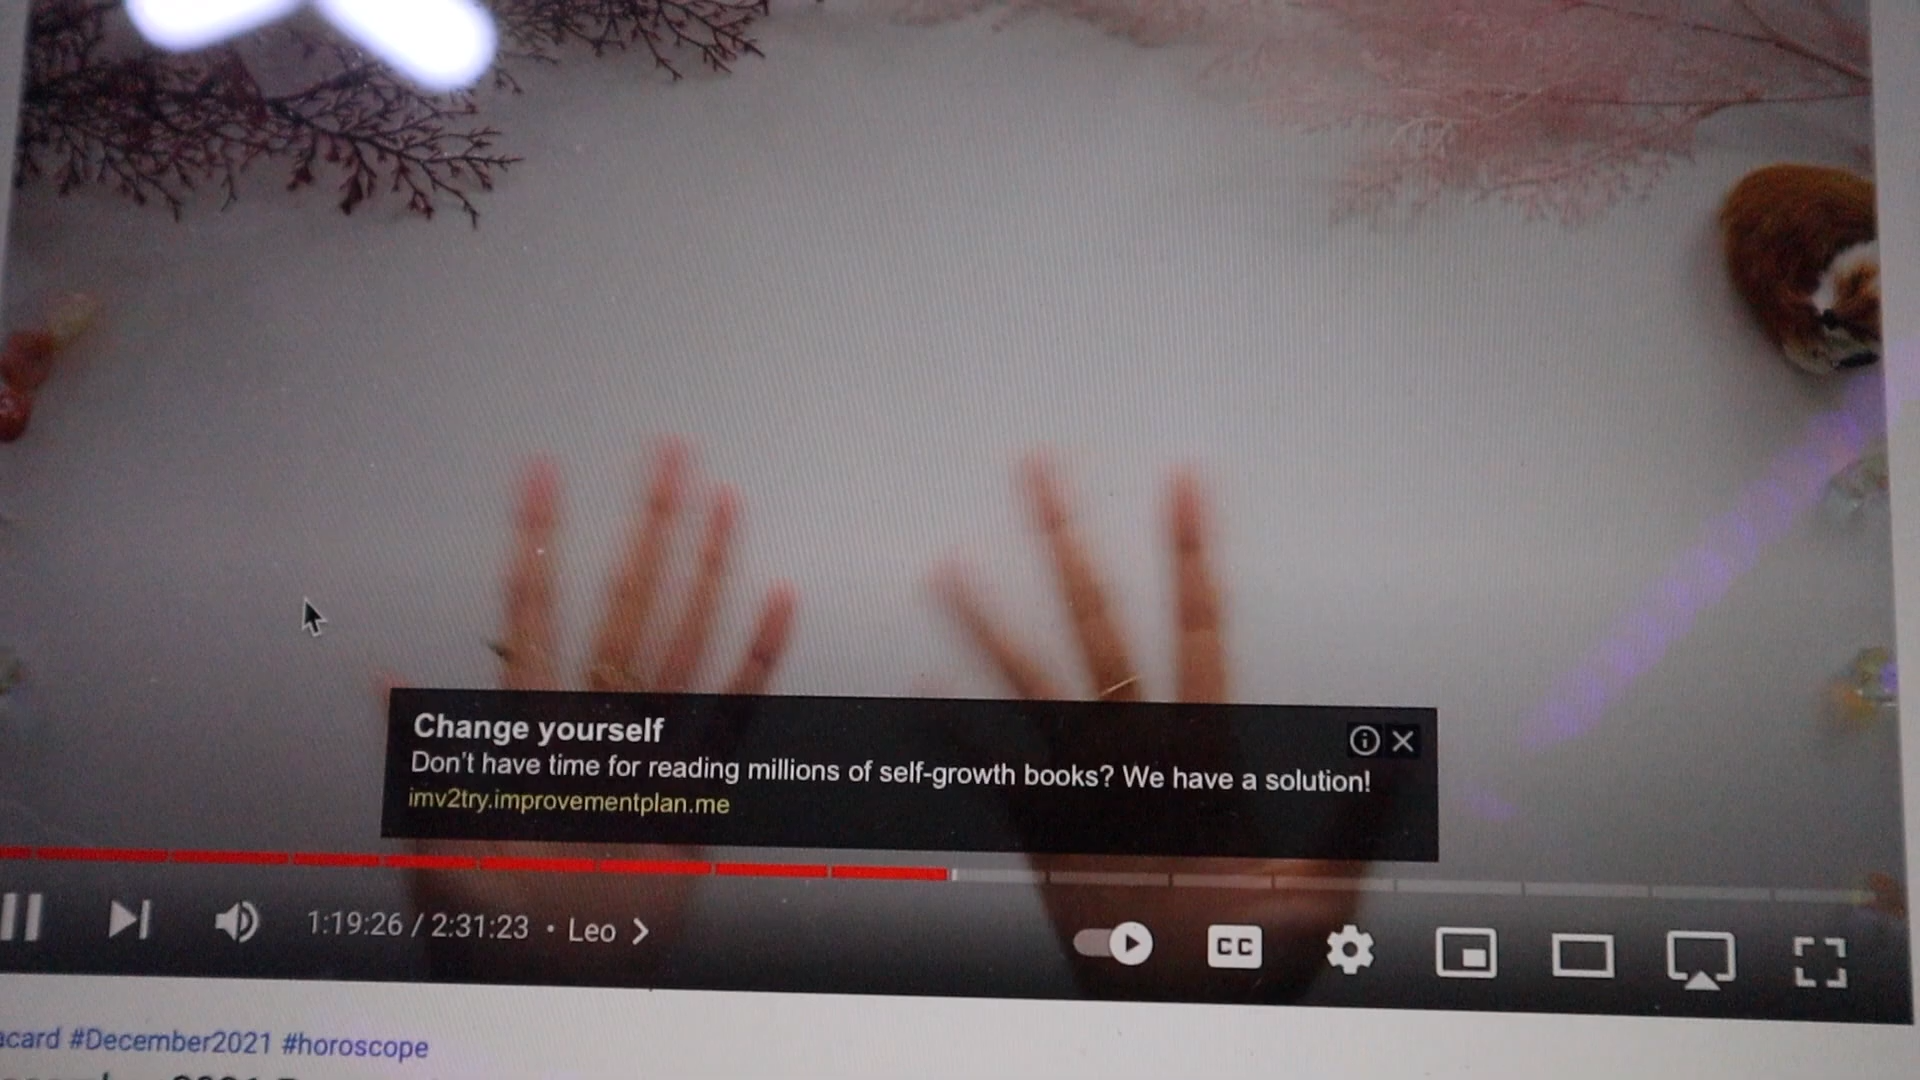 Change yourself
Don't have time for reading millions of self-growth books? We have a solution!
imv2try.improvementplan.me
1:19:26 / 2:31:23 • Leo
CC
#December2021 #horoscope